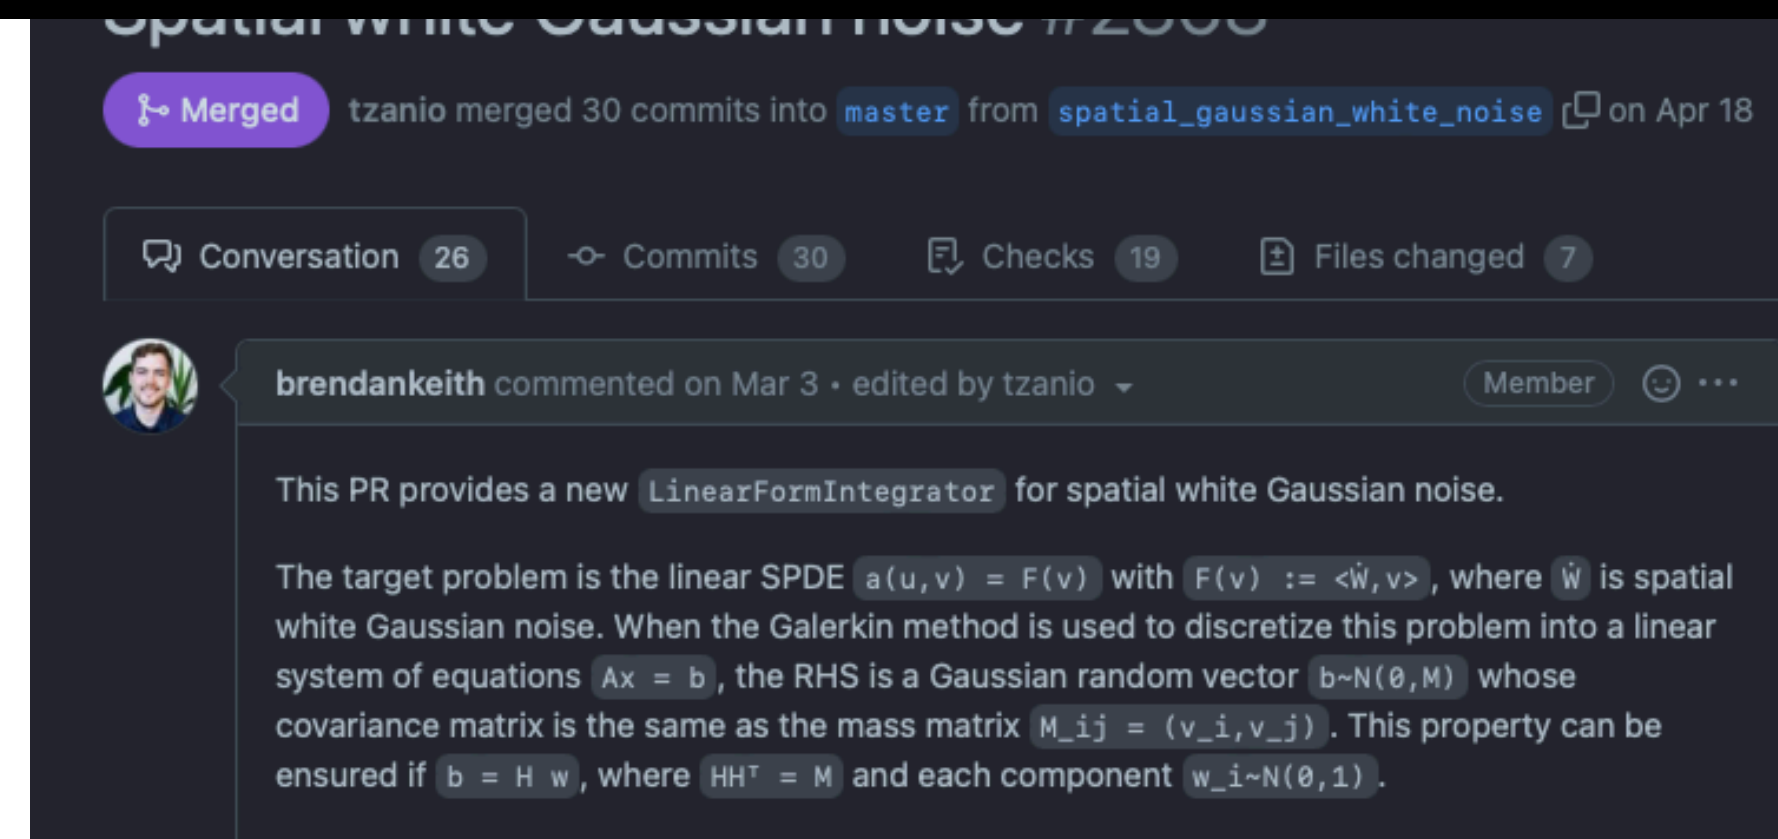 Spatial white Gaussian noise
Merged tzanio merged 30 commits into master from spatial_gaussian_white_noise on Apr 18
Conversation 26 Commits 30 Checks 19 Files changed 7
brendankeith commented on Mar 3 • edited by tzanio Member
This PR provides a new LinearFormIntegrator for spatial white Gaussian noise.
The target problem is the linear SPDE a(u,v) = F(v) with F(v) := <Ẇ,v>, where Ẇ is spatial
white Gaussian noise. When the Galerkin method is used to discretize this problem into a linear
system of equations Ax = b, the RHS is a Gaussian random vector b~N(0,M) whose
covariance matrix is the same as the mass matrix M_ij = (v_i,v_j). This property can be
ensured if b = H w, where HHᵀ = M and each component w_i~N(0,1).